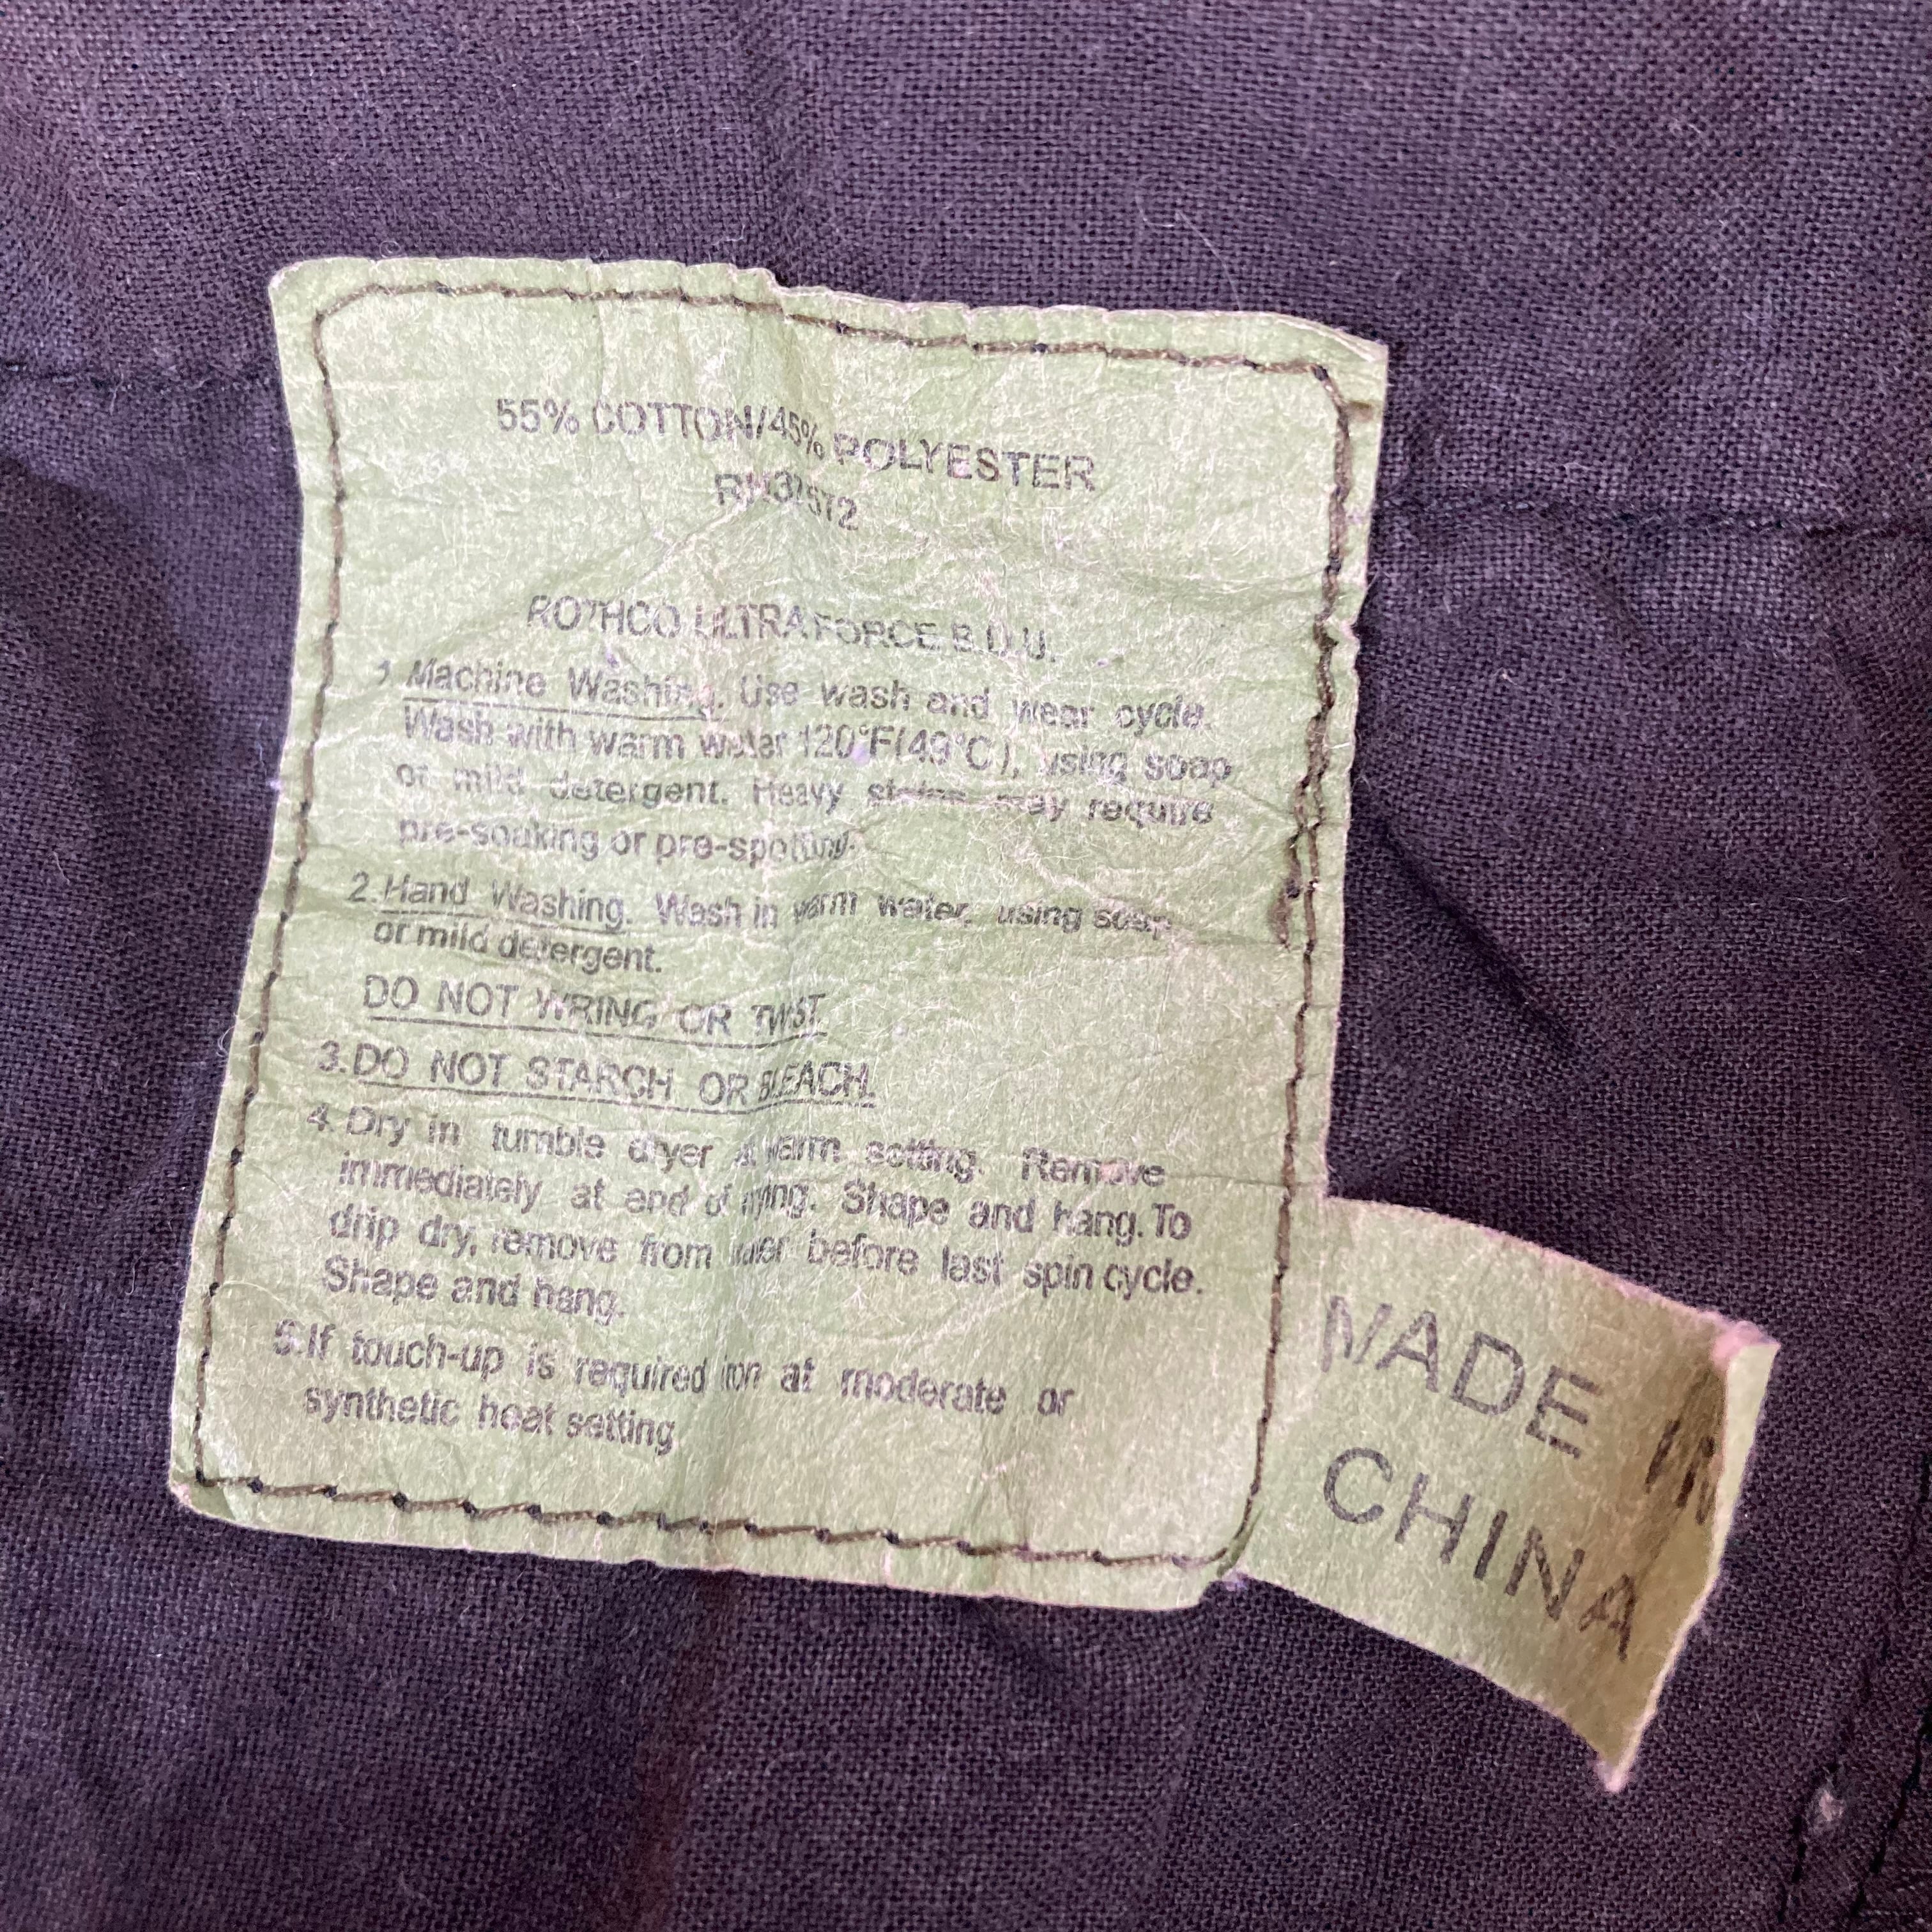 55% COTTON/45% POLYESTER
ROTHCO ULTRA FORCE B.D.U.
1 Machine Washing. Use wash and wear cycle.
Wash with warm water 120°F(49°C), using soap
or mild detergent. Heavy stains may require
pre-soaking or pre-spotting.
2.Hand Washing. Wash in warm water, using soap
or mild detergent.
DO NOT WRING OR TWIST.
3.DO NOT STARCH OR BLEACH.
4.Dry in tumble dryer at warm setting. Remove
immediately at end of drying. Shape and hang. To
drip dry, remove from washer before last spin cycle.
Shape and hang.
5.If touch-up is required iron at moderate or
synthetic heat setting
MADE IN
CHINA